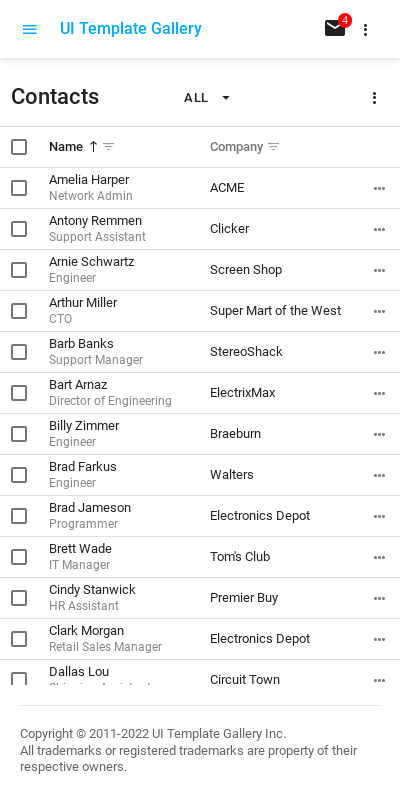 UI Template Gallery
4
Contacts
ALL
Name
Company
Amelia Harper
Network Admin
ACME
Antony Remmen
Support Assistant
Clicker
Arnie Schwartz
Engineer
Screen Shop
Arthur Miller
CTO
Super Mart of the West
Barb Banks
Support Manager
StereoShack
Bart Arnaz
Director of Engineering
ElectrixMax
Billy Zimmer
Engineer
Braeburn
Brad Farkus
Engineer
Walters
Brad Jameson
Programmer
Electronics Depot
Brett Wade
IT Manager
Tom's Club
Cindy Stanwick
HR Assistant
Premier Buy
Clark Morgan
Retail Sales Manager
Electronics Depot
Dallas Lou
Circuit Town
Copyright © 2011-2022 UI Template Gallery Inc.
All trademarks or registered trademarks are property of their
respective owners.